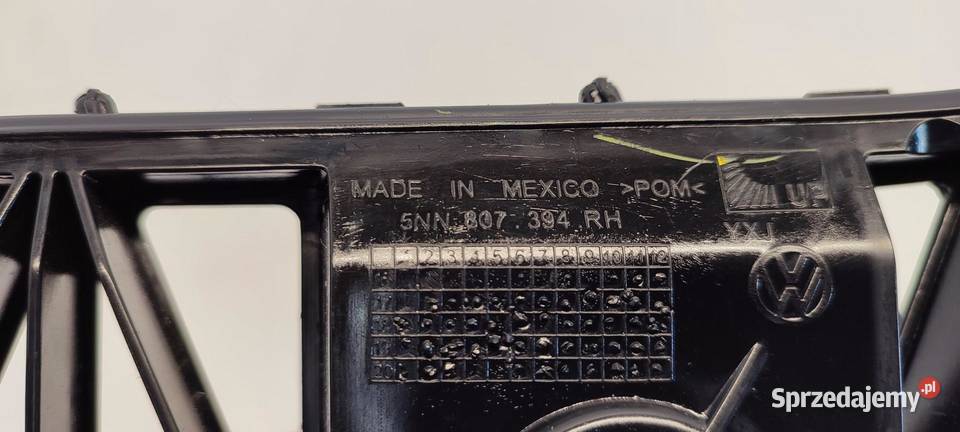 MADE IN MEXICO >POM<
5NN.807.394.RH
YXJ
2 3 4 5 6 7 8 9 10 11 12
VW
Sprzedajemy.pl